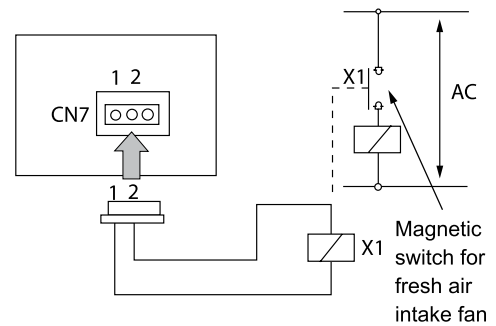 1 2
CN7
1 2
X1
X1
AC
Magnetic
switch for
fresh air
intake fan